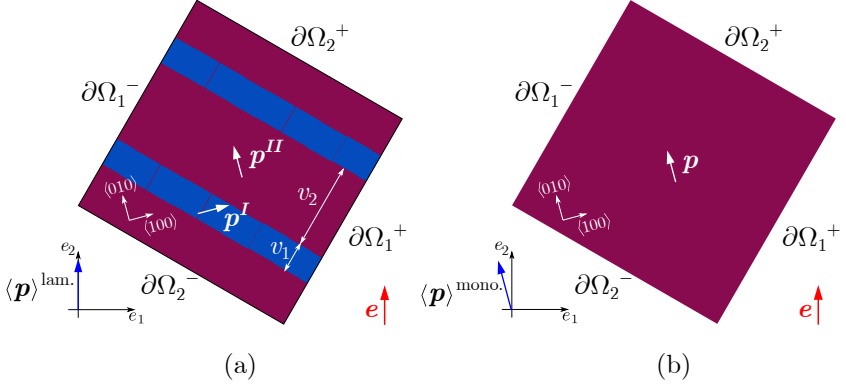 ∂Ω₂⁺
∂Ω₁⁻
p^II
⟨010⟩
⟨100⟩
p^I
v₂
v₁
∂Ω₁⁺
e₂
⟨p⟩^lam.
∂Ω₂⁻
e₁
e
(a)
∂Ω₂⁺
∂Ω₁⁻
p
⟨010⟩
⟨100⟩
∂Ω₁⁺
e₂
⟨p⟩^mono.
∂Ω₂⁻
e₁
e
(b)